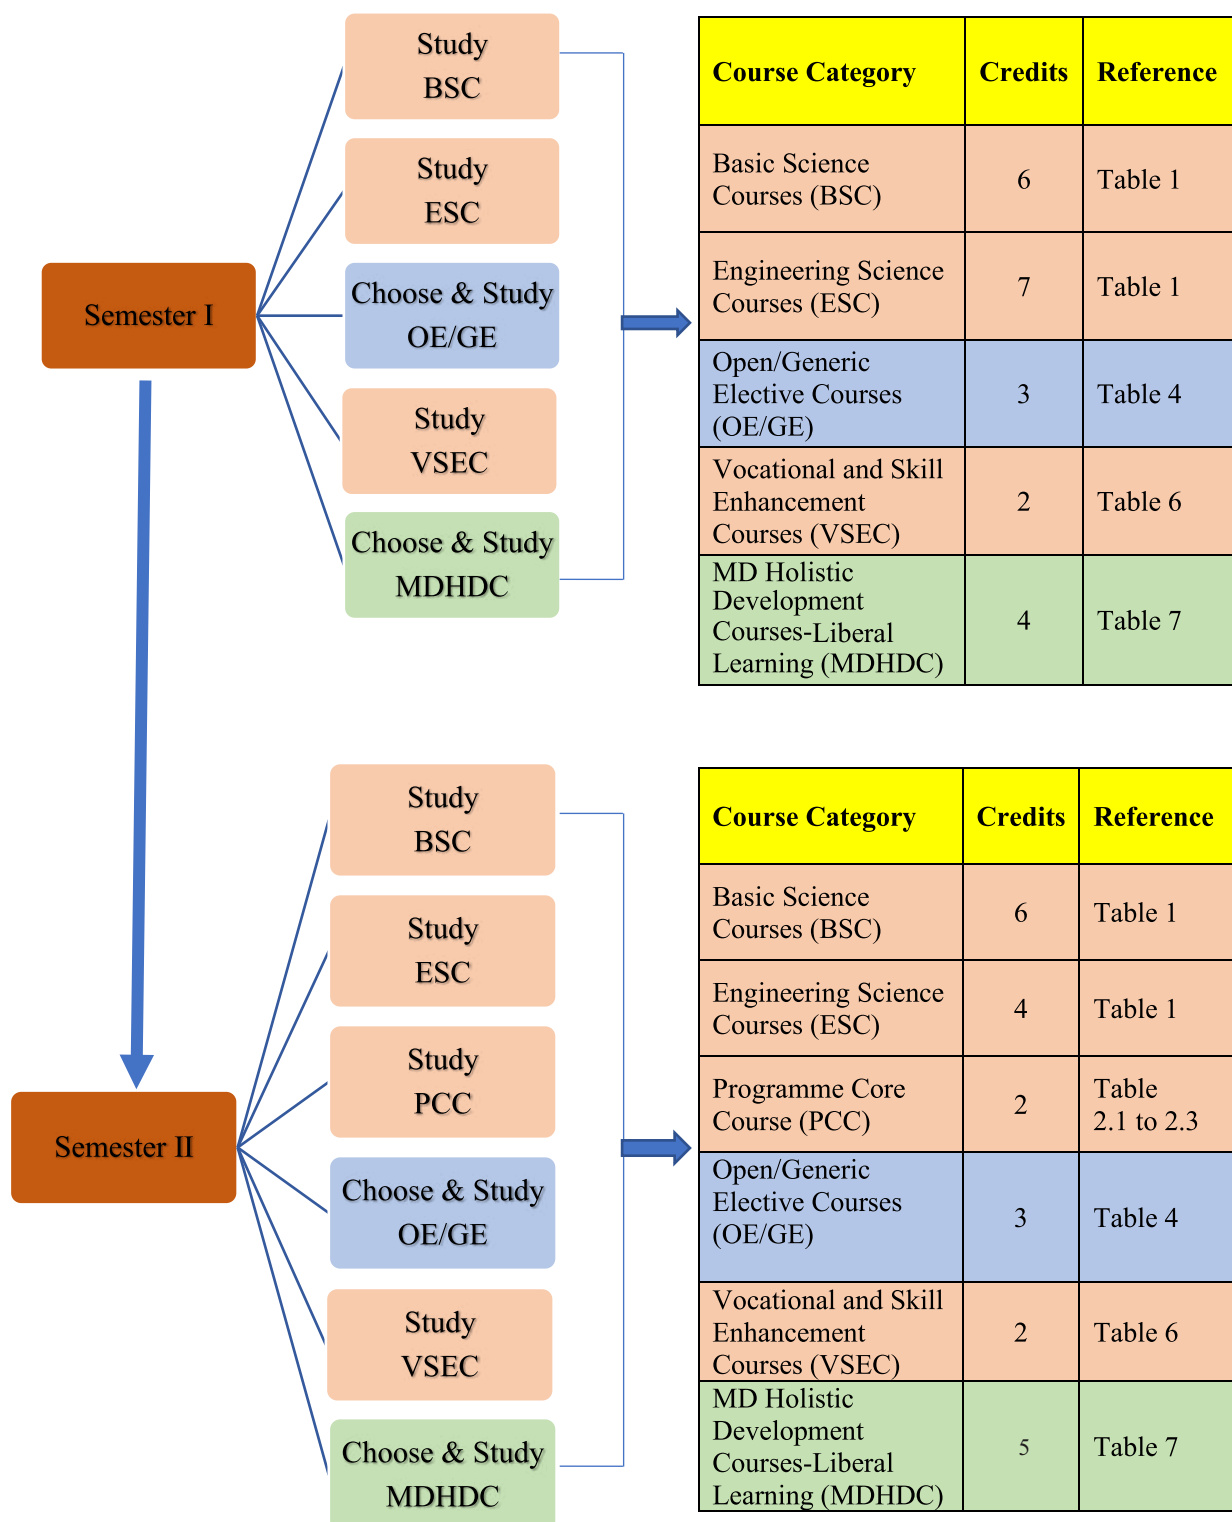 Semester I
Study
BSC
Study
ESC
Choose & Study
OE/GE
Study
VSEC
Choose & Study
MDHDC
Course Category Credits Reference
Basic Science
Courses (BSC)
6
Table 1
Engineering Science
Courses (ESC)
7
Table 1
Open/Generic
Elective Courses
(OE/GE)
3
Table 4
Vocational and Skill
Enhancement
Courses (VSEC)
2
Table 6
MD Holistic
Development
Courses-Liberal
Learning (MDHDC)
4
Table 7
Semester II
Study
BSC
Study
ESC
Study
PCC
Choose & Study
OE/GE
Study
VSEC
Choose & Study
MDHDC
Course Category Credits Reference
Basic Science
Courses (BSC)
6
Table 1
Engineering Science
Courses (ESC)
4
Table 1
Programme Core
Course (PCC)
2
Table
2.1 to 2.3
Open/Generic
Elective Courses
(OE/GE)
3
Table 4
Vocational and Skill
Enhancement
Courses (VSEC)
2
Table 6
MD Holistic
Development
Courses-Liberal
Learning (MDHDC)
5
Table 7